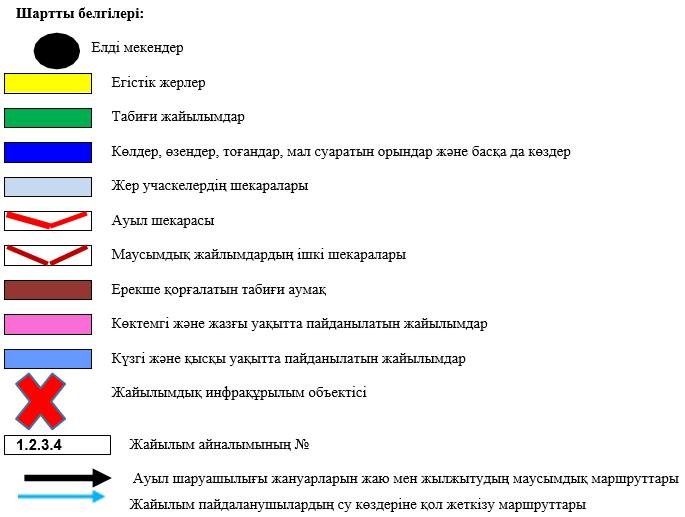 Шартты белгілері:
Елді мекендер
Егістік жерлер
Табиғи жайылымдар
Көлдер, өзендер, тоғандар, мал суаратын орындар және басқа да көздер
Жер учаскелердің шекаралары
Ауыл шекарасы
Маусымдық жайлымдардың ішкі шекаралары
Ерекше қорғалатын табиғи аумақ
Көктемгі және жазғы уақытта пайданылатын жайылымдар
Күзгі және қысқы уақытта пайданылатын жайылымдар
Жайылымдық инфрақұрылым объектісі
1.2.3.4 Жайылым айналымының №
Ауыл шаруашылығы жануарларын жаю мен жылжытудың маусымдық маршруттары
Жайылым пайдаланушылардың су көздеріне қол жеткізу маршруттары